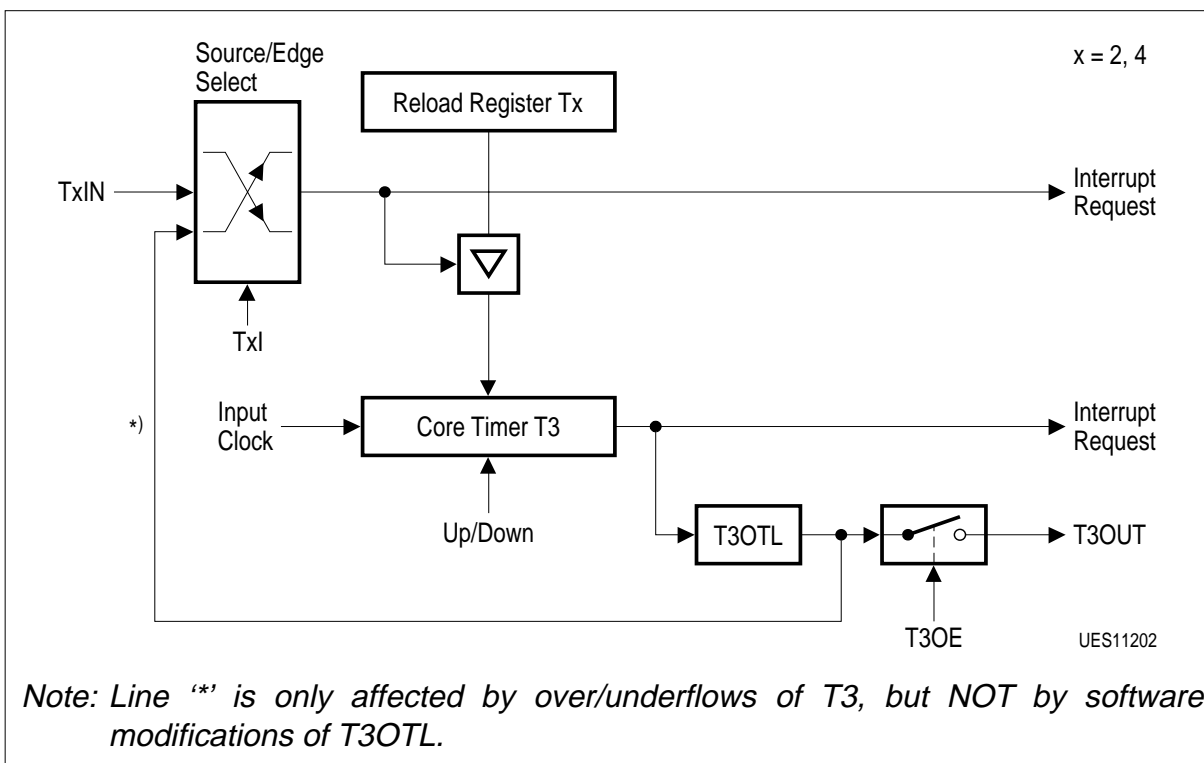 Source/Edge
Select
x = 2, 4
Reload Register Tx
TxIN
Interrupt
Request
TxI
*)
Input
Clock
Core Timer T3
Interrupt
Request
Up/Down
T3OTL
T3OUT
T3OE
UES11202
Note: Line ‘*’ is only affected by over/underflows of T3, but NOT by software
modifications of T3OTL.